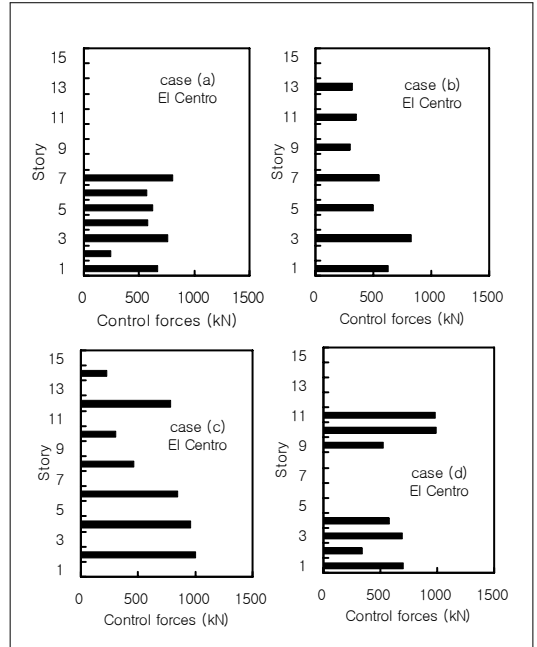 15
13
11
9
7
5
3
1
Story
case (a)
El Centro
0 500 1000 1500
Control forces (kN)
15
13
11
9
7
5
3
1
Story
case (b)
El Centro
0 500 1000 1500
Control forces (kN)
15
13
11
9
7
5
3
1
Story
case (c)
El Centro
0 500 1000 1500
Control forces (kN)
15
13
11
9
7
5
3
1
Story
case (d)
El Centro
0 500 1000 1500
Control forces (kN)